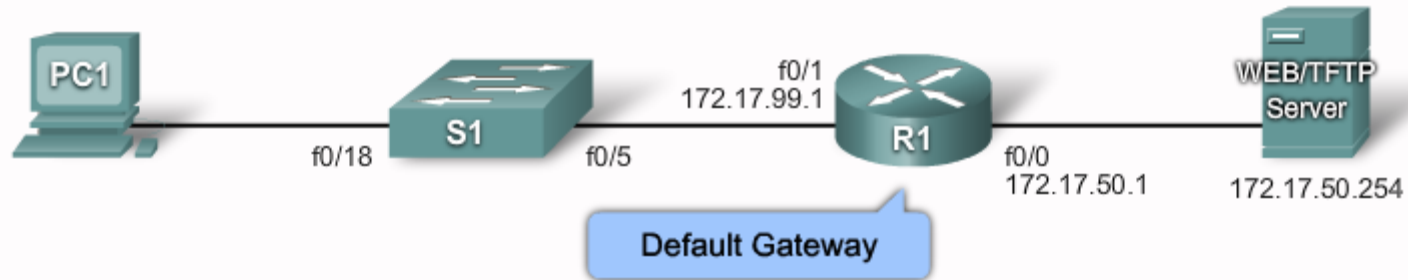 PC1
f0/18
S1
f0/5
f0/1
172.17.99.1
R1
f0/0
172.17.50.1
WEB/TFTP
Server
172.17.50.254
Default Gateway